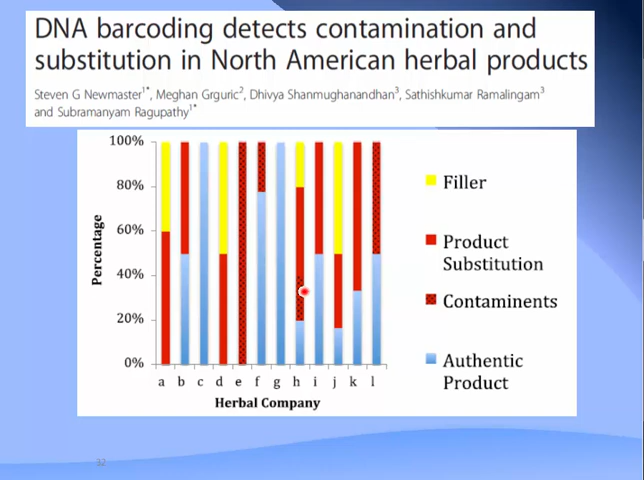 DNA barcoding detects contamination and
substitution in North American herbal products
Steven G Newmaster1*, Meghan Grguric2, Dhivya Shanmughanandhan3, Sathishkumar Ramalingam3
and Subramanyam Ragupathy1*
100%
80%
60%
40%
20%
0%
Percentage
a b c d e f g h i j k l
Herbal Company
Filler
Product
Substitution
Contaminents
Authentic
Product
32